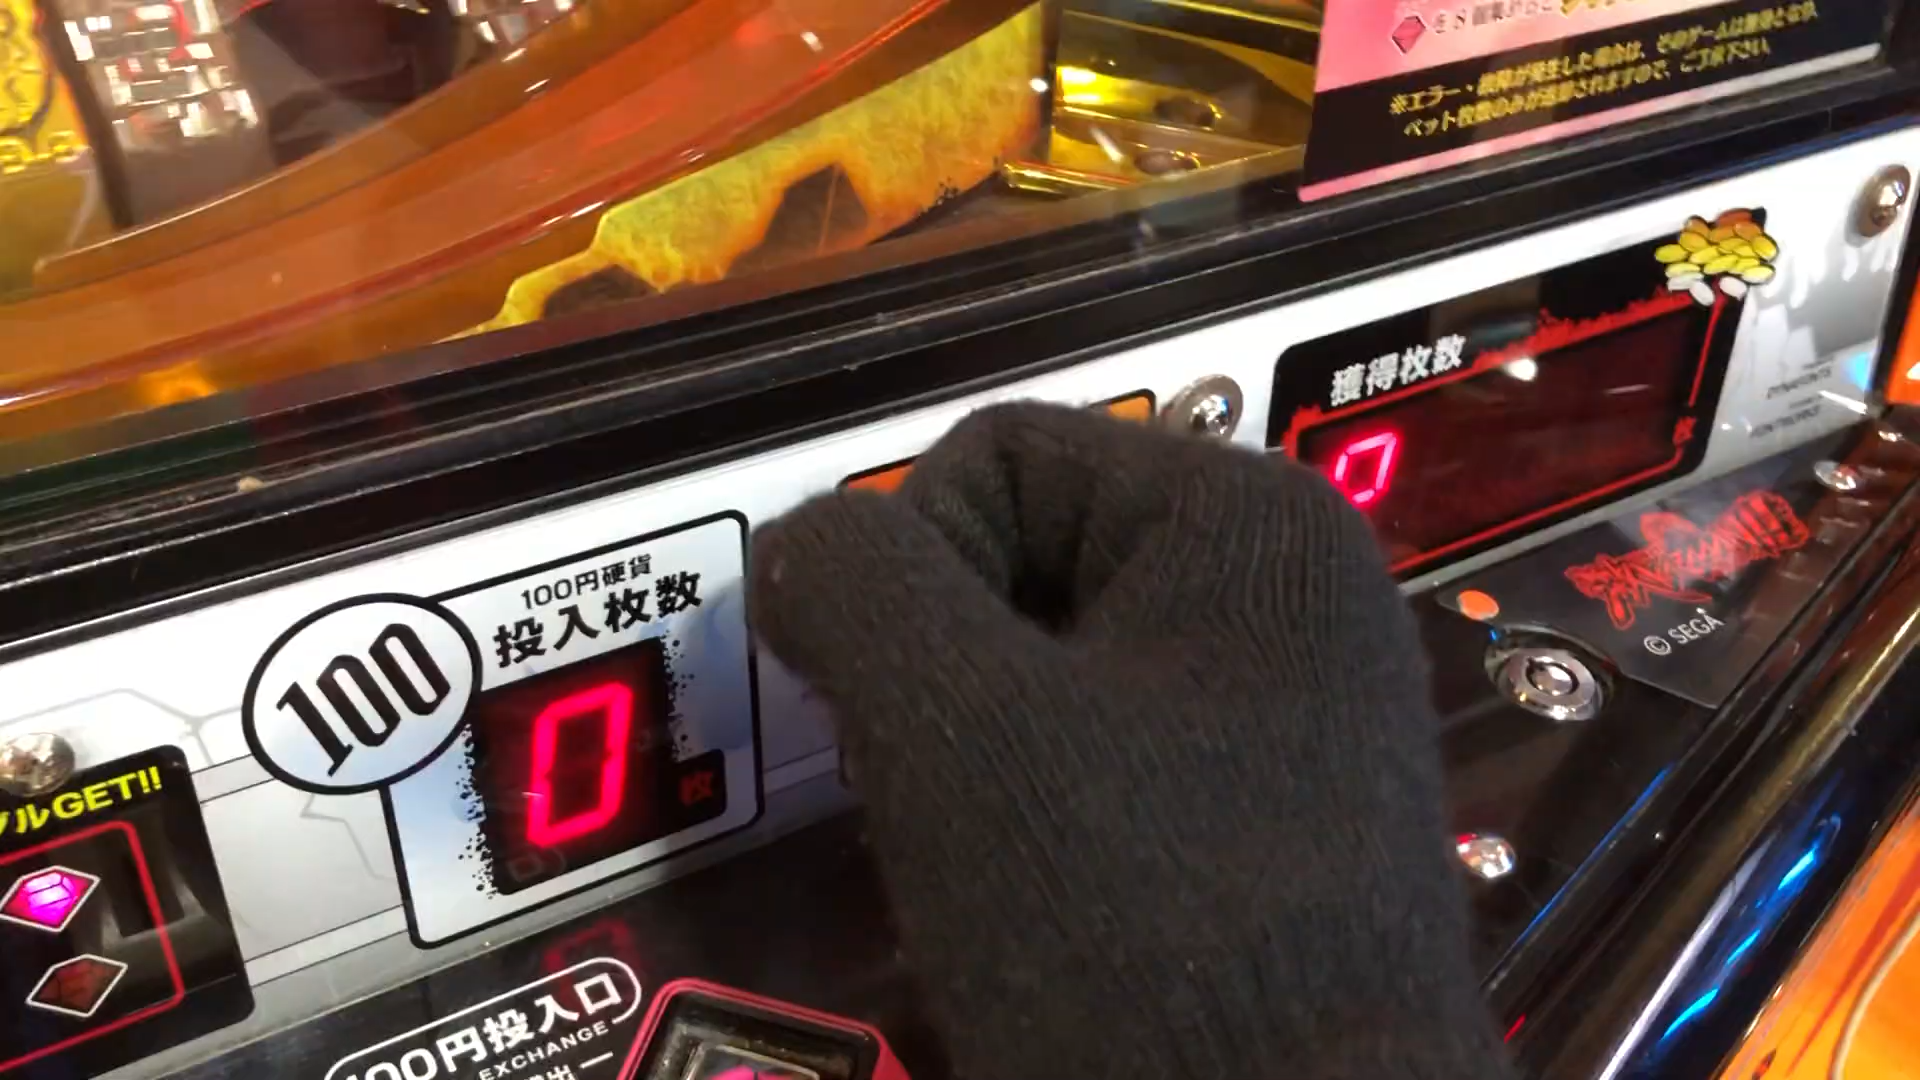 ※エラー・故障が発生した場合は、そのゲームは無効となり
ベット枚数のみが返却されますので、ご了承下さい。
獲得枚数
0
枚
100円硬貨
投入枚数
100
0
枚
ルGET!!
© SEGA
100円投入口
EXCHANGE